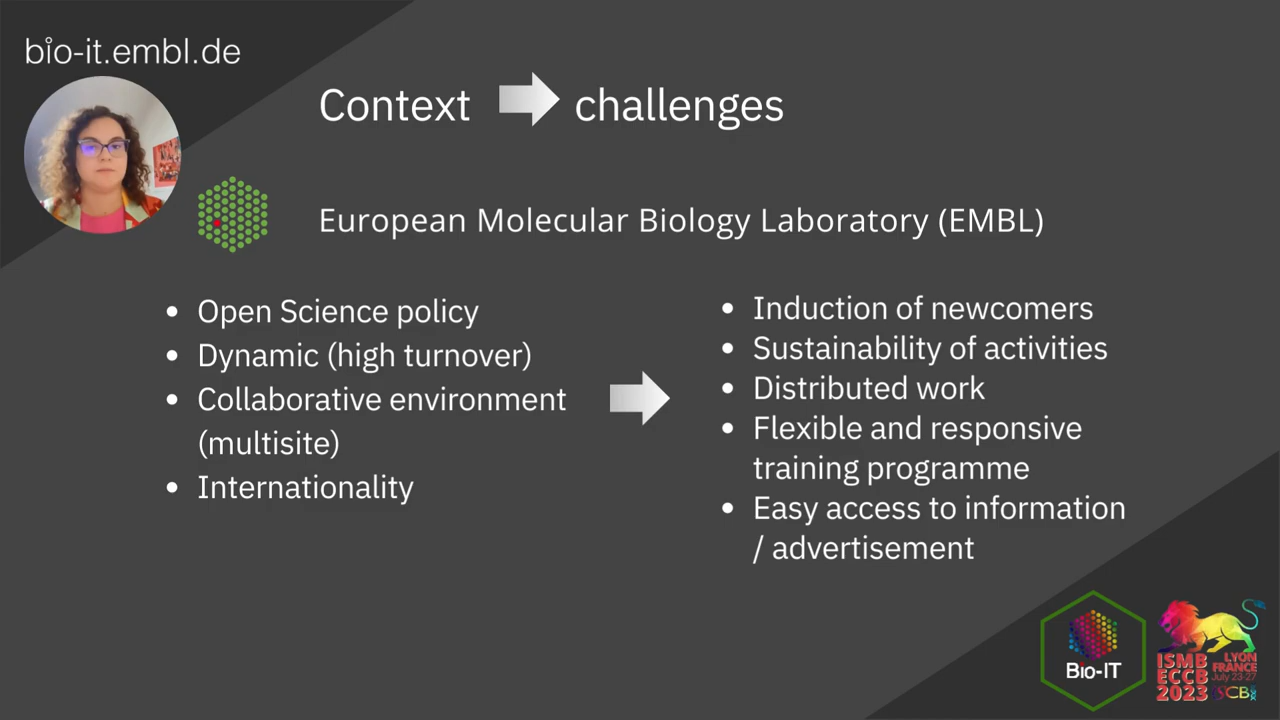 bio-it.embl.de
Context challenges
European Molecular Biology Laboratory (EMBL)
Open Science policy
Dynamic (high turnover)
Collaborative environment
(multisite)
Internationality
Induction of newcomers
Sustainability of activities
Distributed work
Flexible and responsive
training programme
Easy access to information
/ advertisement
Bio-IT
ISMB
ECCB
2023
LYON
FRANCE
July 23-27
ISCB